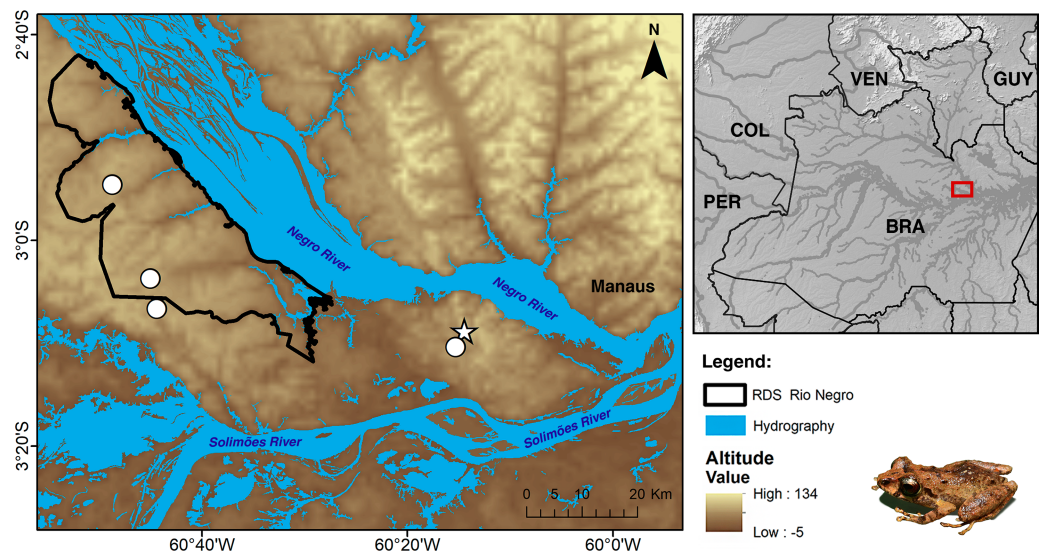 2°40'S
3°0'S
3°20'S
60°40'W
60°20'W
60°0'W
N
Negro River
Negro River
Manaus
Solimões River
Solimões River
0 5 10 20 Km
VEN
GUY
COL
PER
BRA
Legend:
RDS Rio Negro
Hydrography
Altitude
Value
High : 134
Low : -5